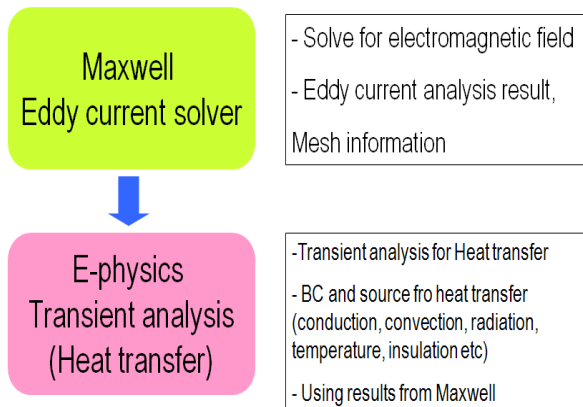 Maxwell
Eddy current solver
- Solve for electromagnetic field
- Eddy current analysis result,
Mesh information
E-physics
Transient analysis
(Heat transfer)
-Transient analysis for Heat transfer
- BC and source fro heat transfer
(conduction, convection, radiation,
temperature, insulation etc)
- Using results from Maxwell